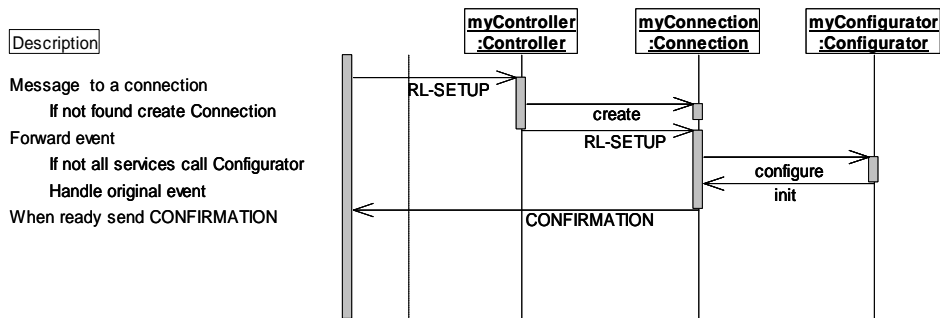 myController
:Controller
myConnection
:Connection
myConfigurator
:Configurator
Description
Message to a connection
RL-SETUP
If not found create Connection
create
Forward event
RL-SETUP
If not all services call Configurator
configure
Handle original event
init
When ready send CONFIRMATION
CONFIRMATION